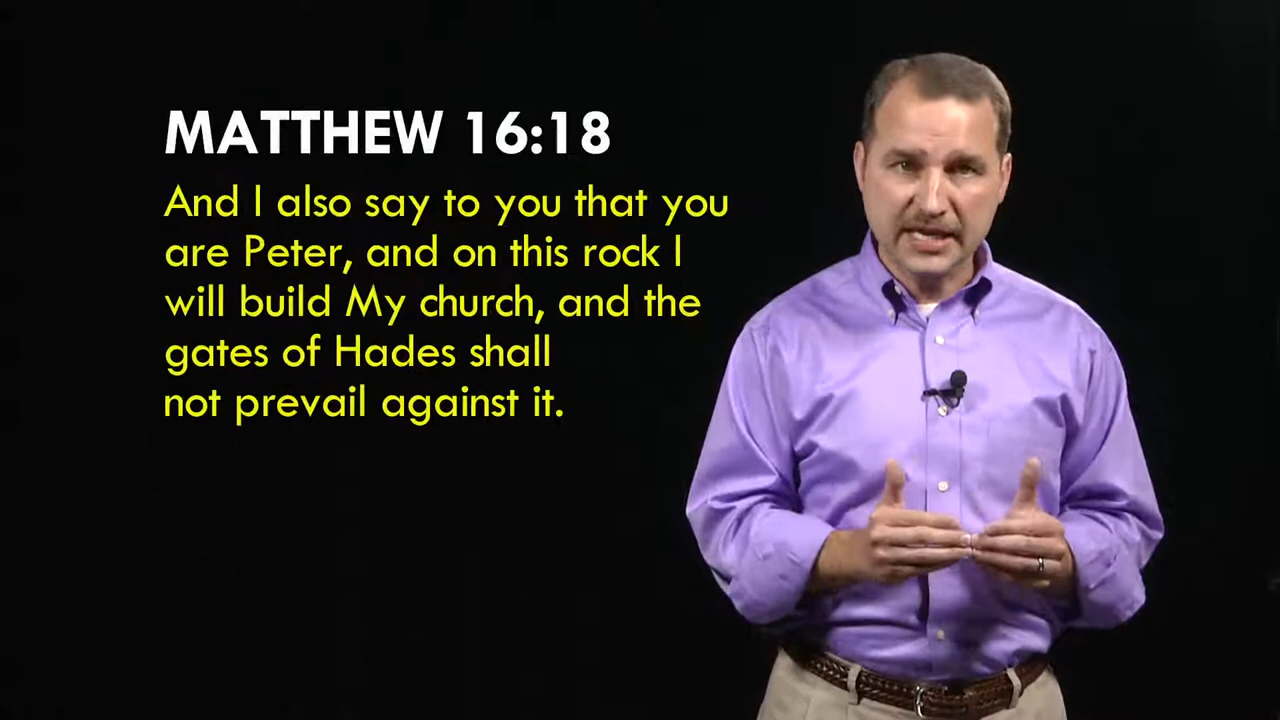 MATTHEW 16:18
And I also say to you that you
are Peter, and on this rock I
will build My church, and the
gates of Hades shall
not prevail against it.